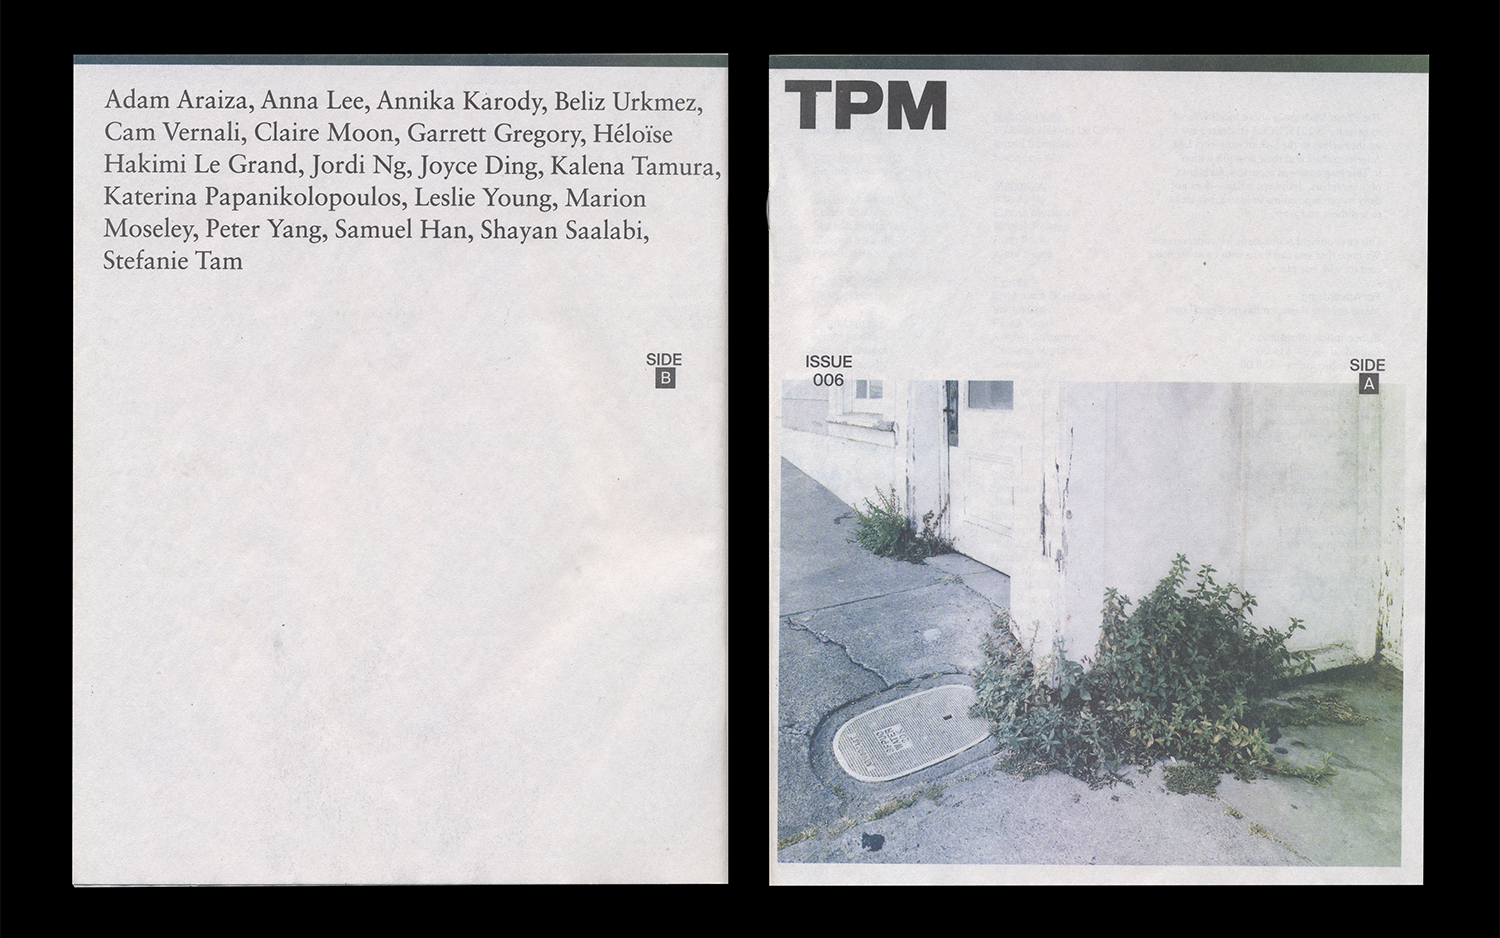 Adam Araiza, Anna Lee, Annika Karody, Beliz Urkmez,
Cam Vernali, Claire Moon, Garrett Gregory, Héloïse
Hakimi Le Grand, Jordi Ng, Joyce Ding, Kalena Tamura,
Katerina Papanikolopoulos, Leslie Young, Marion
Moseley, Peter Yang, Samuel Han, Shayan Saalabi,
Stefanie Tam
SIDE
B
TPM
ISSUE
006
SIDE
A